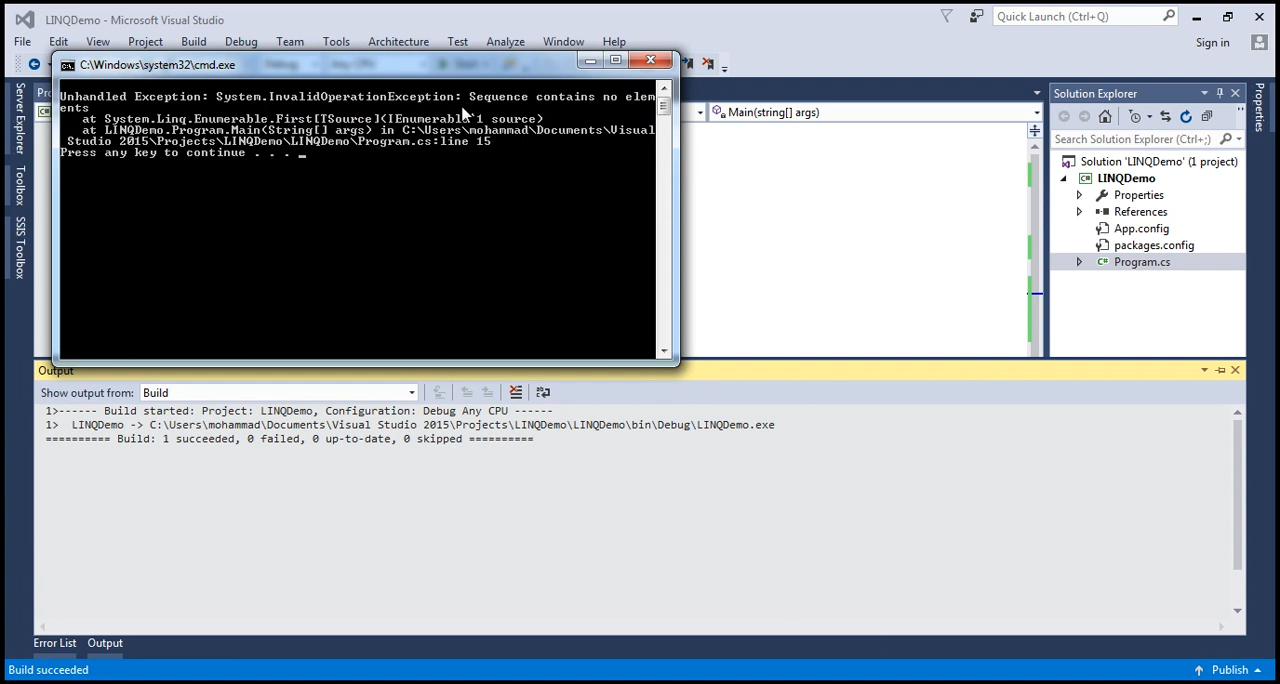 LINQDemo - Microsoft Visual Studio
Quick Launch (Ctrl+Q)
File Edit View Project Build Debug Team Tools Architecture Test Analyze Window Help
Sign in
C:\Windows\system32\cmd.exe
Unhandled Exception: System.InvalidOperationException: Sequence contains no elem
ents
at System.Linq.Enumerable.First[TSource](IEnumerable`1 source)
at LINQDemo.Program.Main(String[] args) in C:\Users\mohammad\Documents\Visual
Studio 2015\Projects\LINQDemo\LINQDemo\Program.cs:line 15
Press any key to continue . . . _
Server Explorer
Toolbox
SSIS Toolbox
Main(string[] args)
Solution Explorer
Search Solution Explorer (Ctrl+;)
Solution 'LINQDemo' (1 project)
LINQDemo
Properties
References
App.config
packages.config
Program.cs
Properties
Output
Show output from: Build
1>------ Build started: Project: LINQDemo, Configuration: Debug Any CPU ------
1> LINQDemo -> C:\Users\mohammad\Documents\Visual Studio 2015\Projects\LINQDemo\LINQDemo\bin\Debug\LINQDemo.exe
========== Build: 1 succeeded, 0 failed, 0 up-to-date, 0 skipped ==========
Error List Output
Build succeeded
Publish